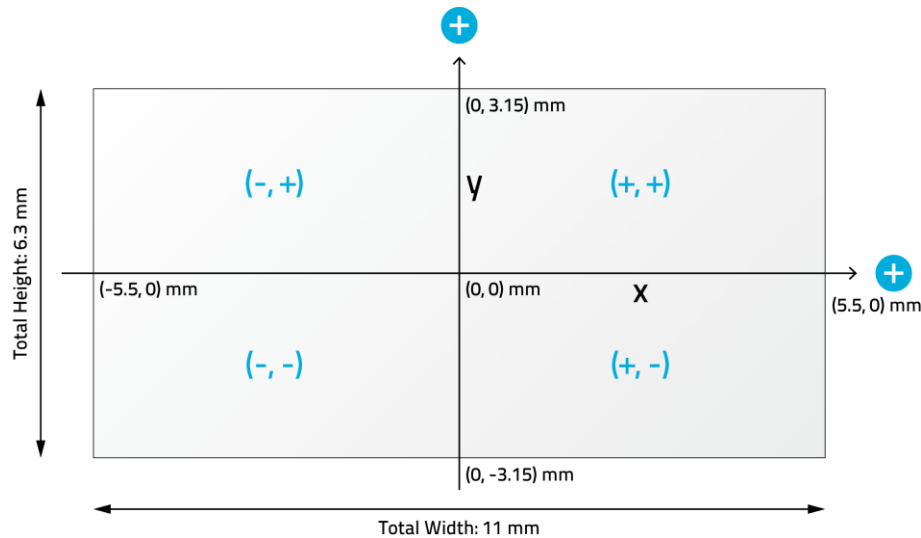 +
(0, 3.15) mm
(-, +)
y
(+, +)
Total Height: 6.3 mm
+
(-5.5, 0) mm
(0, 0) mm
x
(5.5, 0) mm
(-, -)
(+, -)
(0, -3.15) mm
Total Width: 11 mm